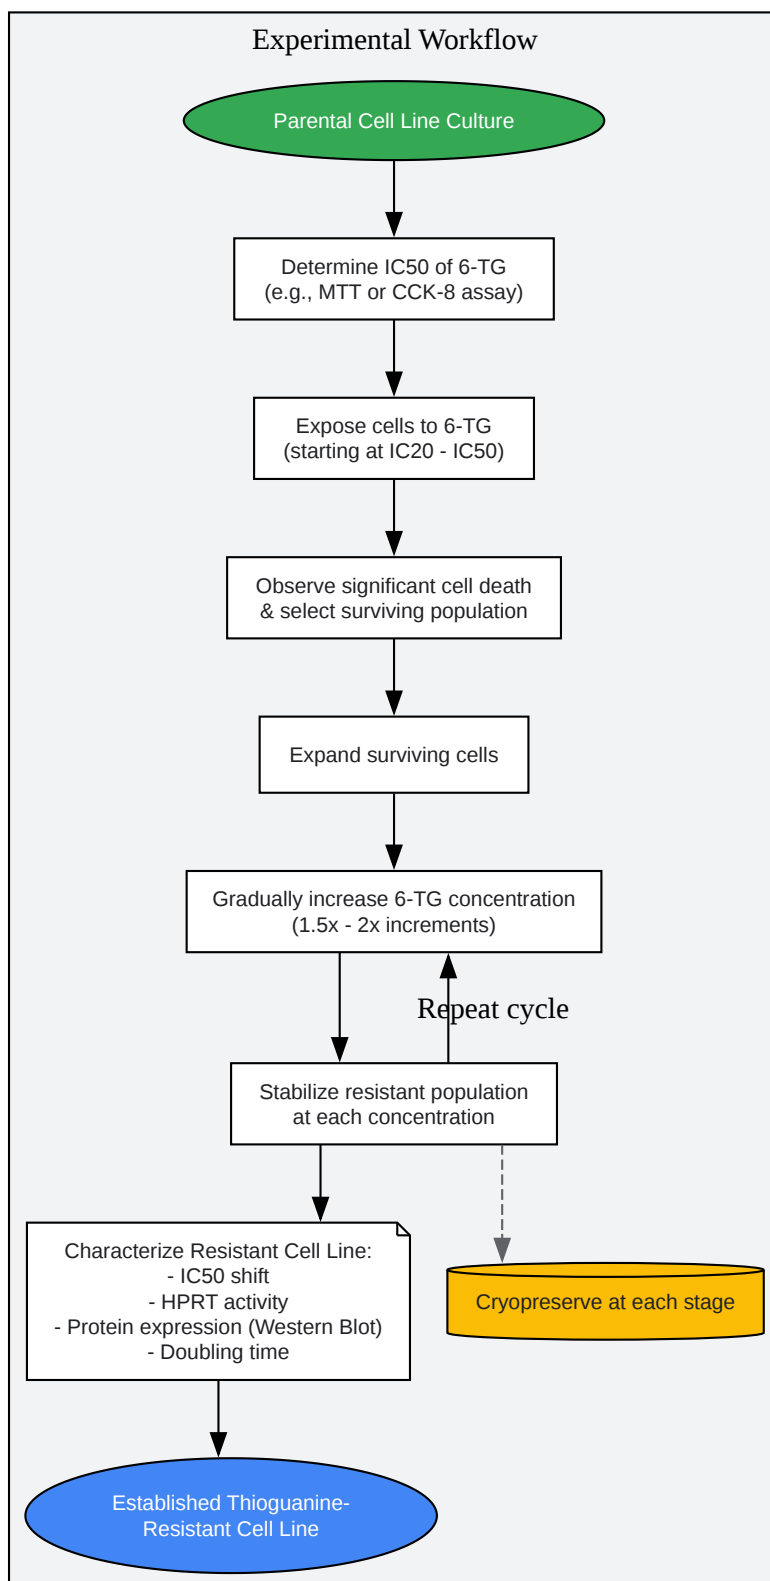 Experimental Workflow
Parental Cell Line Culture
Determine IC50 of 6-TG
(e.g., MTT or CCK-8 assay)
Expose cells to 6-TG
(starting at IC20 - IC50)
Observe significant cell death
& select surviving population
Expand surviving cells
Gradually increase 6-TG concentration
(1.5x - 2x increments)
Repeat cycle
Stabilize resistant population
at each concentration
Characterize Resistant Cell Line:
- IC50 shift
- HPRT activity
- Protein expression (Western Blot)
- Doubling time
Cryopreserve at each stage
Established Thioguanine-
Resistant Cell Line